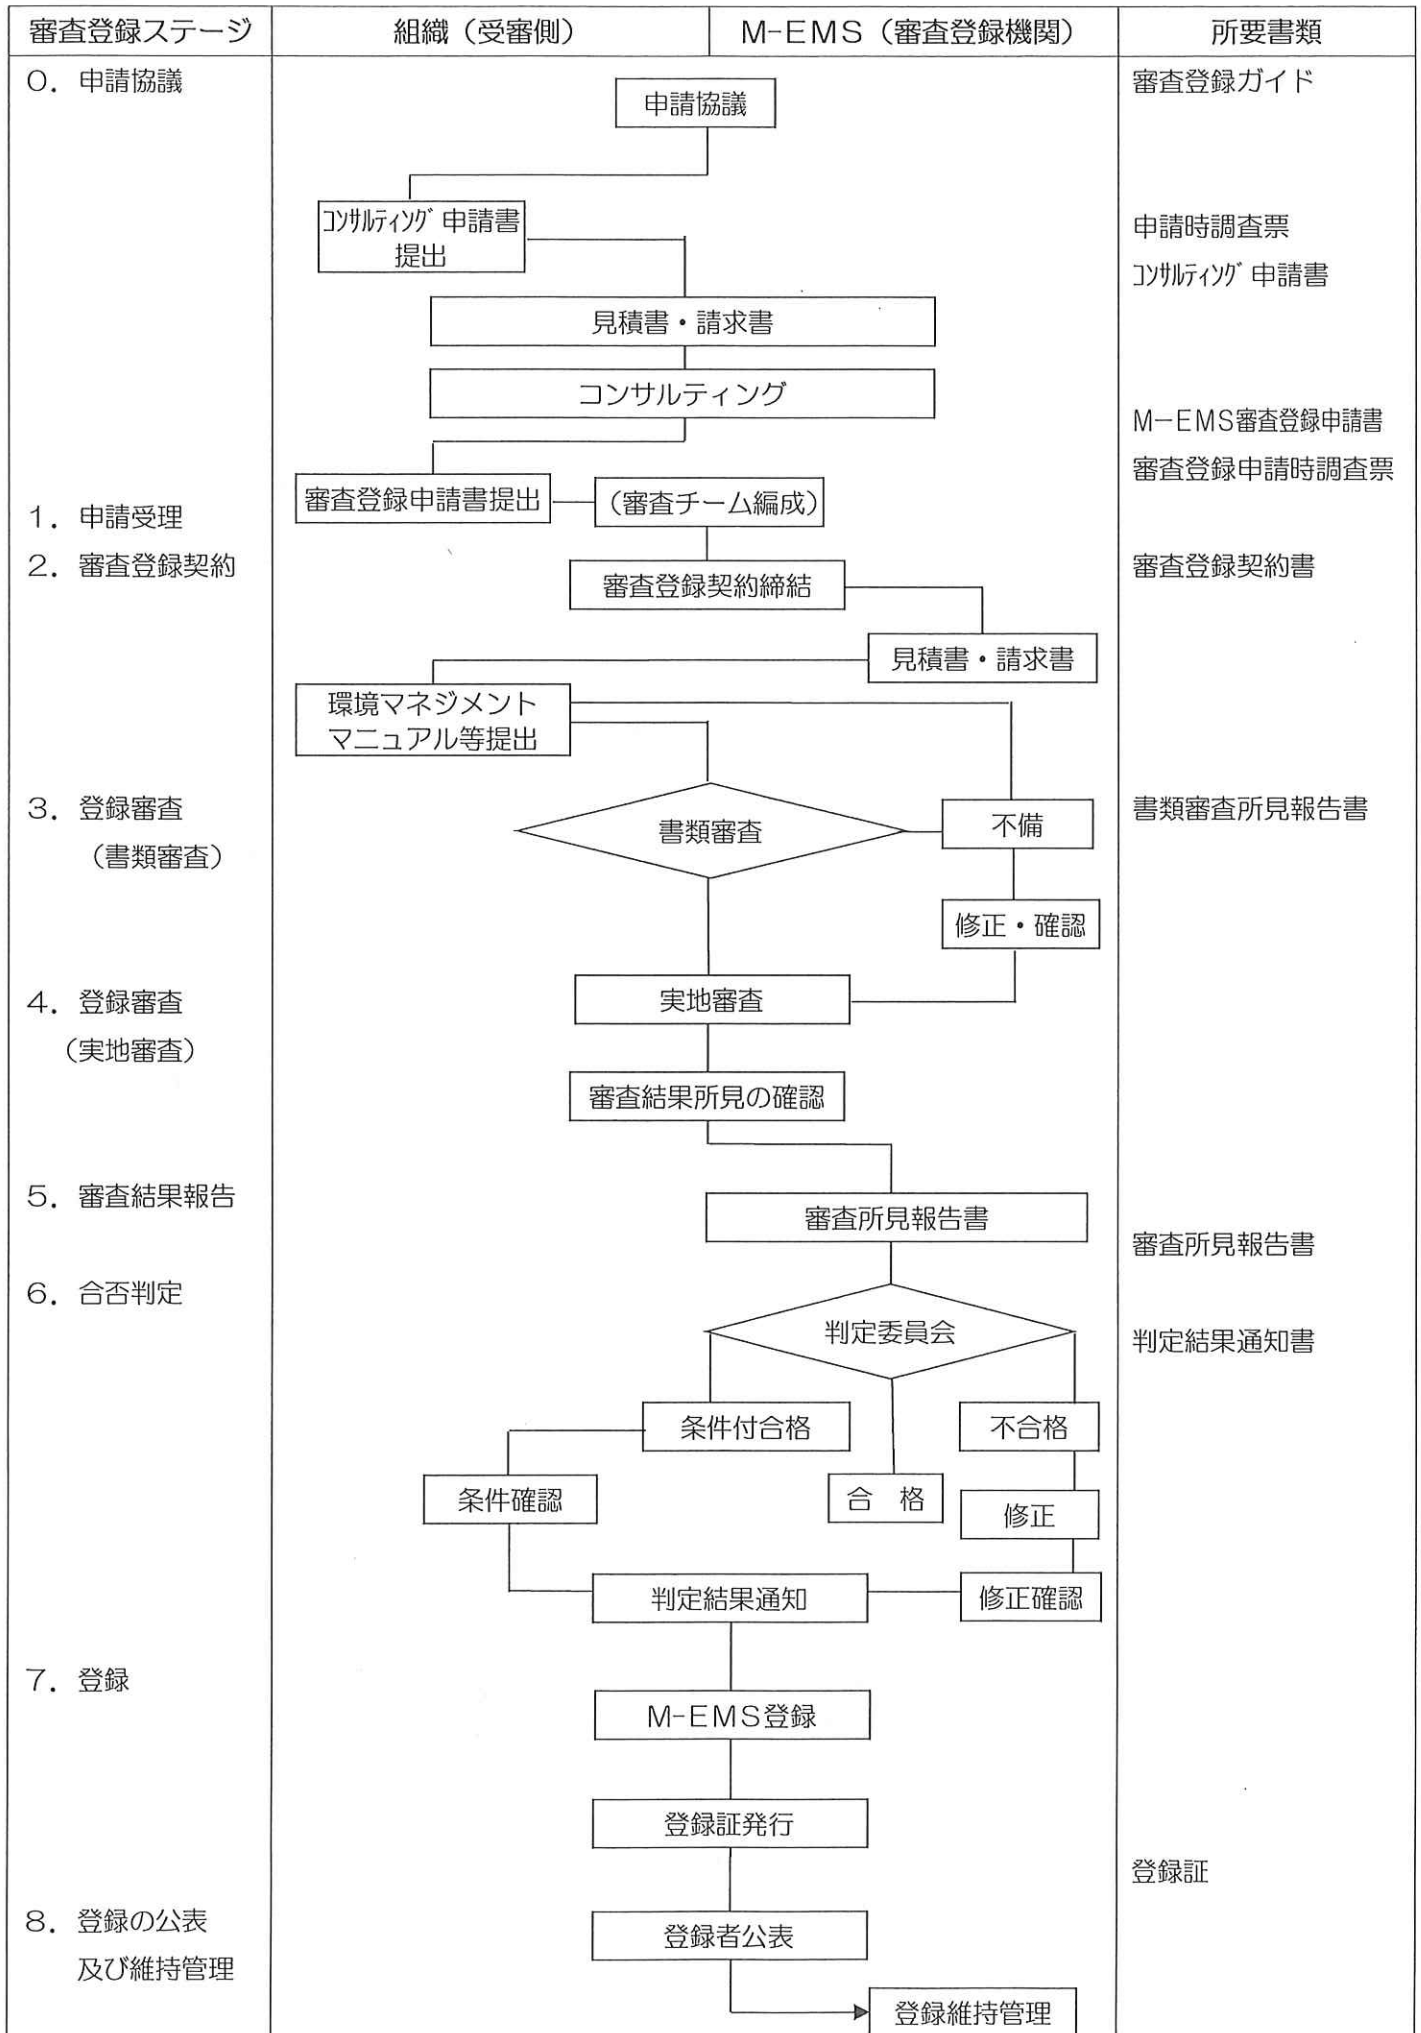 審査登録ステージ
組織（受審側）
M-EMS（審査登録機関）
所要書類
0. 申請協議
申請協議
審査登録ガイド
コンサルティング申請書
提出
申請時調査票
コンサルティング申請書
見積書・請求書
コンサルティング
M-EMS審査登録申請書
審査登録申請時調査票
審査登録申請書提出
（審査チーム編成）
1. 申請受理
2. 審査登録契約
審査登録契約締結
審査登録契約書
見積書・請求書
環境マネジメント
マニュアル等提出
3. 登録審査
（書類審査）
書類審査
不備
書類審査所見報告書
修正・確認
4. 登録審査
（実地審査）
実地審査
審査結果所見の確認
5. 審査結果報告
審査所見報告書
審査所見報告書
6. 合否判定
判定委員会
判定結果通知書
条件付合格
不合格
条件確認
合 格
修正
判定結果通知
修正確認
7. 登録
M-EMS登録
登録証発行
登録証
8. 登録の公表
及び維持管理
登録者公表
登録維持管理